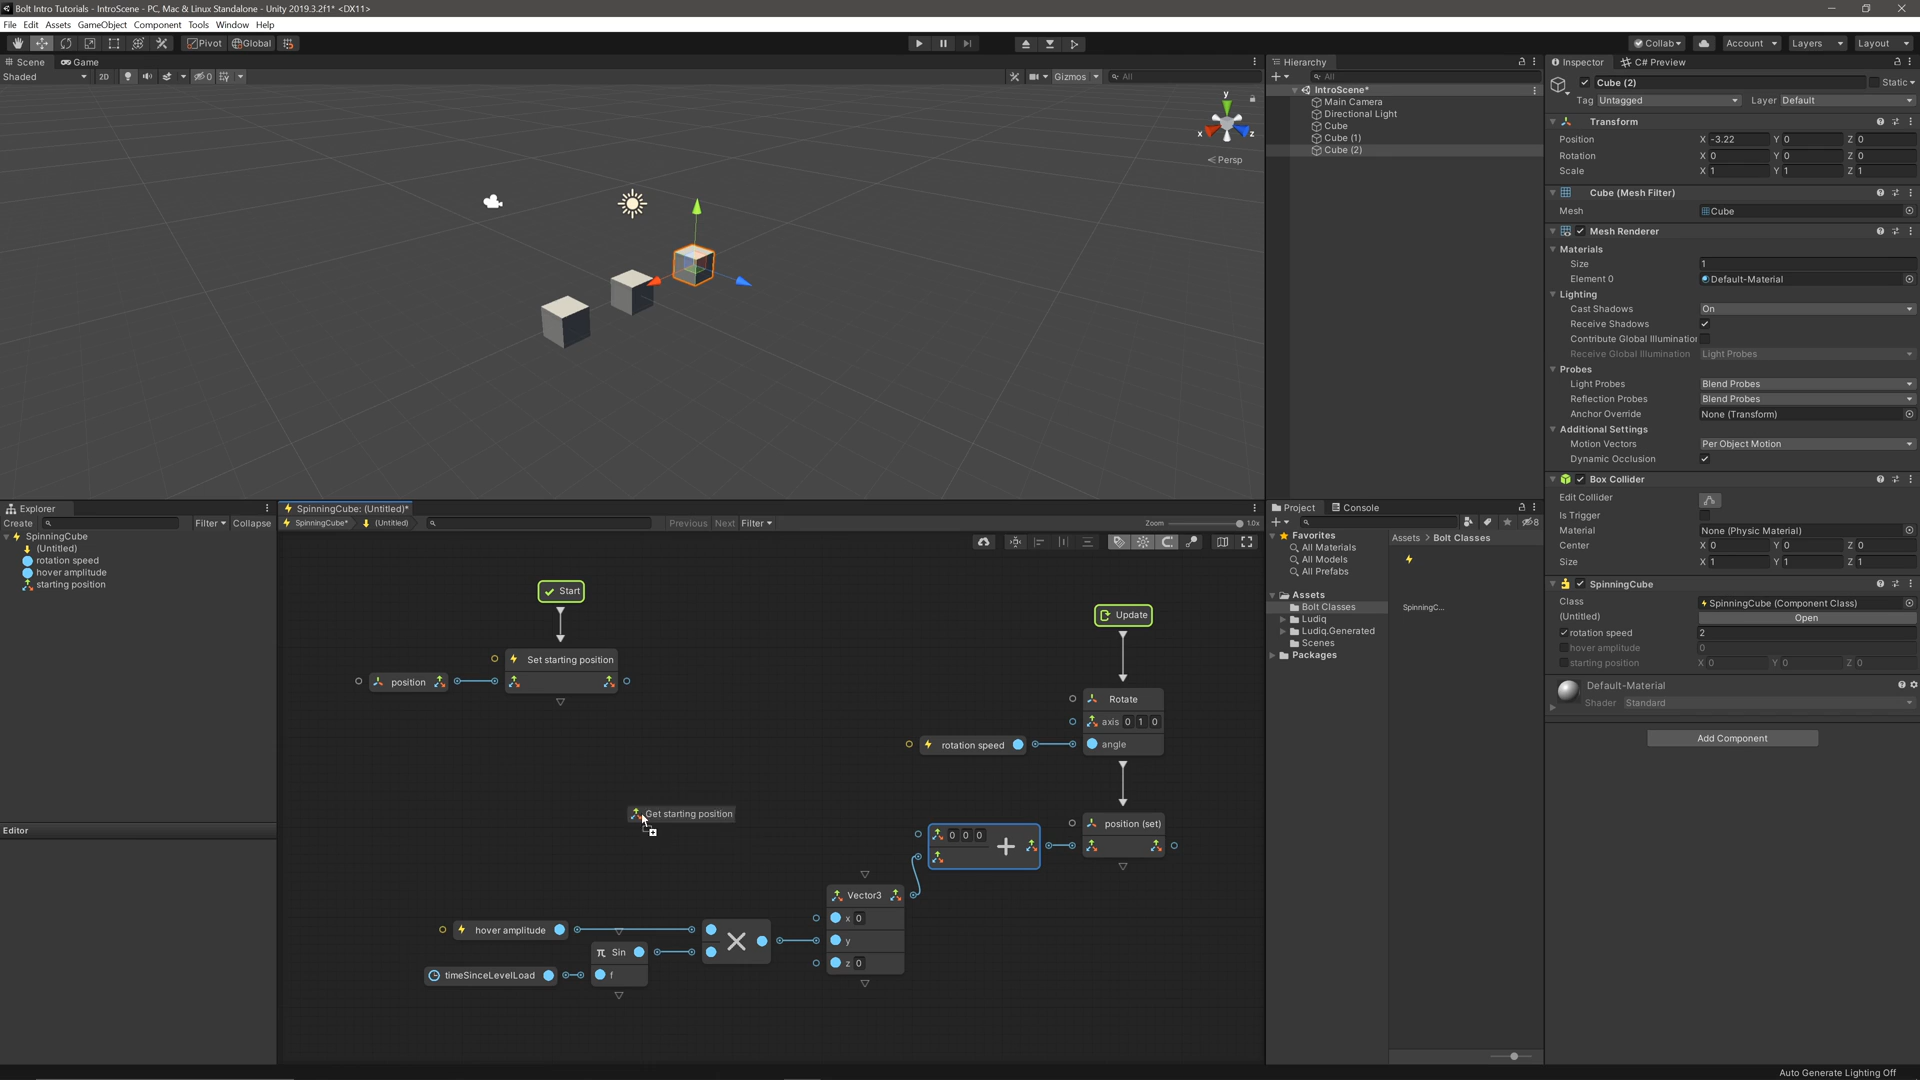 Bolt Intro Tutorials - IntroScene - PC, Mac & Linux Standalone - Unity 2019.3.2f1* <DX11>
File Edit Assets GameObject Component Tools Window Help
Pivot Global
Collab Account Layers Layout
Scene Game
Shaded 2D 0 Gizmos All
y
x z
Persp
Hierarchy
All
IntroScene*
Main Camera
Directional Light
Cube
Cube (1)
Cube (2)
Inspector C# Preview
Cube (2) Static
Tag Untagged Layer Default
Transform
Position X -3.22 Y 0 Z 0
Rotation X 0 Y 0 Z 0
Scale X 1 Y 1 Z 1
Cube (Mesh Filter)
Mesh Cube
Mesh Renderer
Materials
Size 1
Element 0 Default-Material
Lighting
Cast Shadows On
Receive Shadows
Contribute Global Illumination
Receive Global Illumination Light Probes
Probes
Light Probes Blend Probes
Reflection Probes Blend Probes
Anchor Override None (Transform)
Additional Settings
Motion Vectors Per Object Motion
Dynamic Occlusion
Box Collider
Edit Collider
Is Trigger
Material None (Physic Material)
Center X 0 Y 0 Z 0
Size X 1 Y 1 Z 1
SpinningCube
Class SpinningCube (Component Class)
(Untitled) Open
rotation speed 2
hover amplitude 0
starting position X 0 Y 0 Z 0
Default-Material
Shader Standard
Add Component
Explorer
Create Filter Collapse
SpinningCube
(Untitled)
rotation speed
hover amplitude
starting position
Editor
SpinningCube: (Untitled)*
SpinningCube* (Untitled) Previous Next Filter Zoom 1.0x
Start
Set starting position
position
Get starting position
Update
Rotate
axis 0 1 0
rotation speed angle
position (set)
0 0 0
Vector3
x 0
y
z 0
hover amplitude
π Sin
timeSinceLevelLoad f
Project Console
8
Favorites
All Materials
All Models
All Prefabs
Assets
Bolt Classes
Ludiq
Ludiq.Generated
Scenes
Packages
Assets > Bolt Classes
SpinningC...
Auto Generate Lighting Off